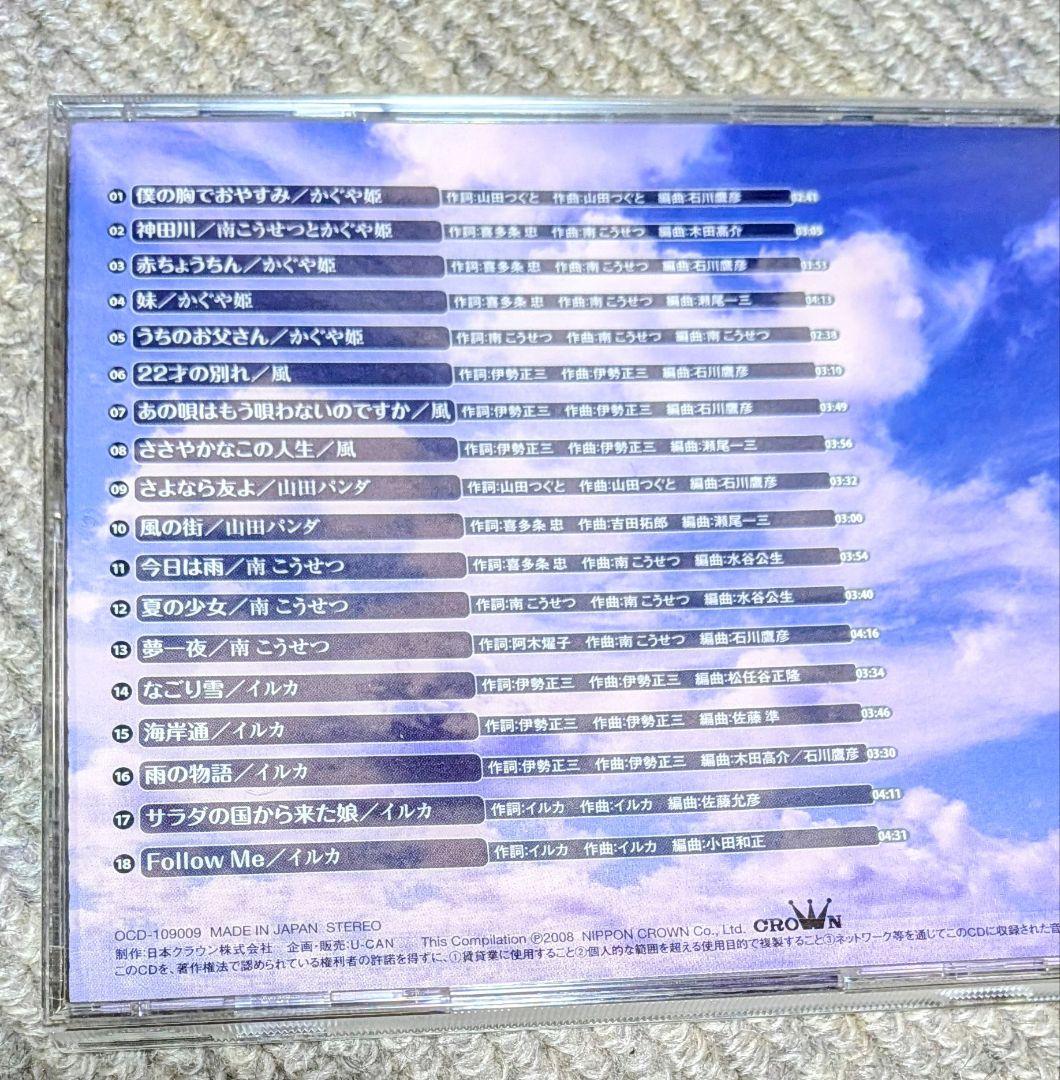 01 僕の胸でおやすみ／かぐや姫 作詞:山田つぐと 作曲:山田つぐと 編曲:石川鷹彦 02:41
02 神田川／南こうせつとかぐや姫 作詞:喜多条 忠 作曲:南 こうせつ 編曲:木田高介 03:05
03 赤ちょうちん／かぐや姫 作詞:喜多条 忠 作曲:南 こうせつ 編曲:石川鷹彦 03:53
04 妹／かぐや姫 作詞:喜多条 忠 作曲:南 こうせつ 編曲:瀬尾一三 04:13
05 うちのお父さん／かぐや姫 作詞:南 こうせつ 作曲:南 こうせつ 編曲:南 こうせつ 02:38
06 22才の別れ／風 作詞:伊勢正三 作曲:伊勢正三 編曲:石川鷹彦 03:10
07 あの唄はもう唄わないのですか／風 作詞:伊勢正三 作曲:伊勢正三 編曲:石川鷹彦 03:49
08 ささやかなこの人生／風 作詞:伊勢正三 作曲:伊勢正三 編曲:瀬尾一三 03:56
09 さよなら友よ／山田パンダ 作詞:山田つぐと 作曲:山田つぐと 編曲:石川鷹彦 03:32
10 風の街／山田パンダ 作詞:喜多条 忠 作曲:吉田拓郎 編曲:瀬尾一三 03:00
11 今日は雨／南 こうせつ 作詞:喜多条 忠 作曲:南 こうせつ 編曲:水谷公生 03:54
12 夏の少女／南 こうせつ 作詞:南 こうせつ 作曲:南 こうせつ 編曲:水谷公生 03:40
13 夢一夜／南 こうせつ 作詞:阿木燿子 作曲:南 こうせつ 編曲:石川鷹彦 04:16
14 なごり雪／イルカ 作詞:伊勢正三 作曲:伊勢正三 編曲:松任谷正隆 03:34
15 海岸通／イルカ 作詞:伊勢正三 作曲:伊勢正三 編曲:佐藤 準 03:46
16 雨の物語／イルカ 作詞:伊勢正三 作曲:伊勢正三 編曲:木田高介／石川鷹彦 03:30
17 サラダの国から来た娘／イルカ 作詞:イルカ 作曲:イルカ 編曲:佐藤允彦 04:11
18 Follow Me／イルカ 作詞:イルカ 作曲:イルカ 編曲:小田和正 04:31
CROWN
OCD-109009 MADE IN JAPAN STEREO
制作:日本クラウン株式会社 企画・販売:U-CAN This Compilation ℗2008 NIPPON CROWN Co., Ltd.
このCDを、著作権法で認められている権利者の許諾を得ずに、①賃貸業に使用すること②個人的な範囲を超える使用目的で複製すること③ネットワーク等を通じてこのCDに収録された音